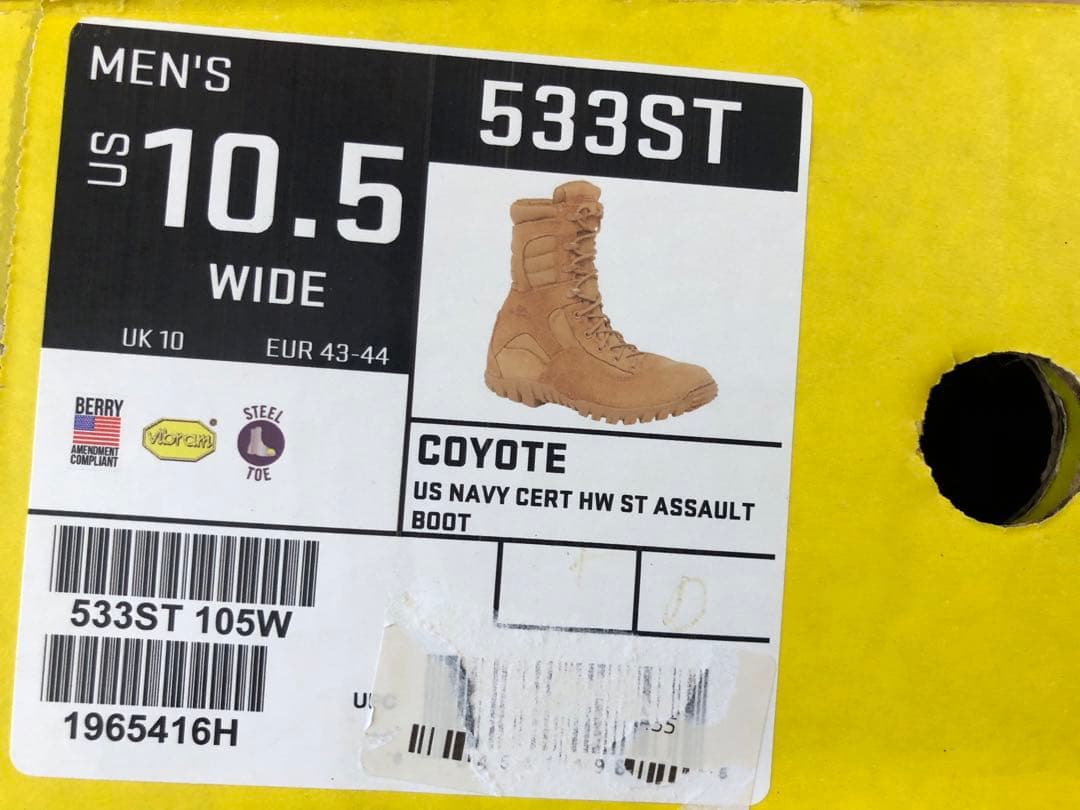 MEN'S
US 10.5
WIDE
UK 10
EUR 43-44
533ST
BERRY
AMENDMENT
COMPLIANT
vibram®
STEEL
TOE
COYOTE
US NAVY CERT HW ST ASSAULT
BOOT
533ST 105W
1965416H